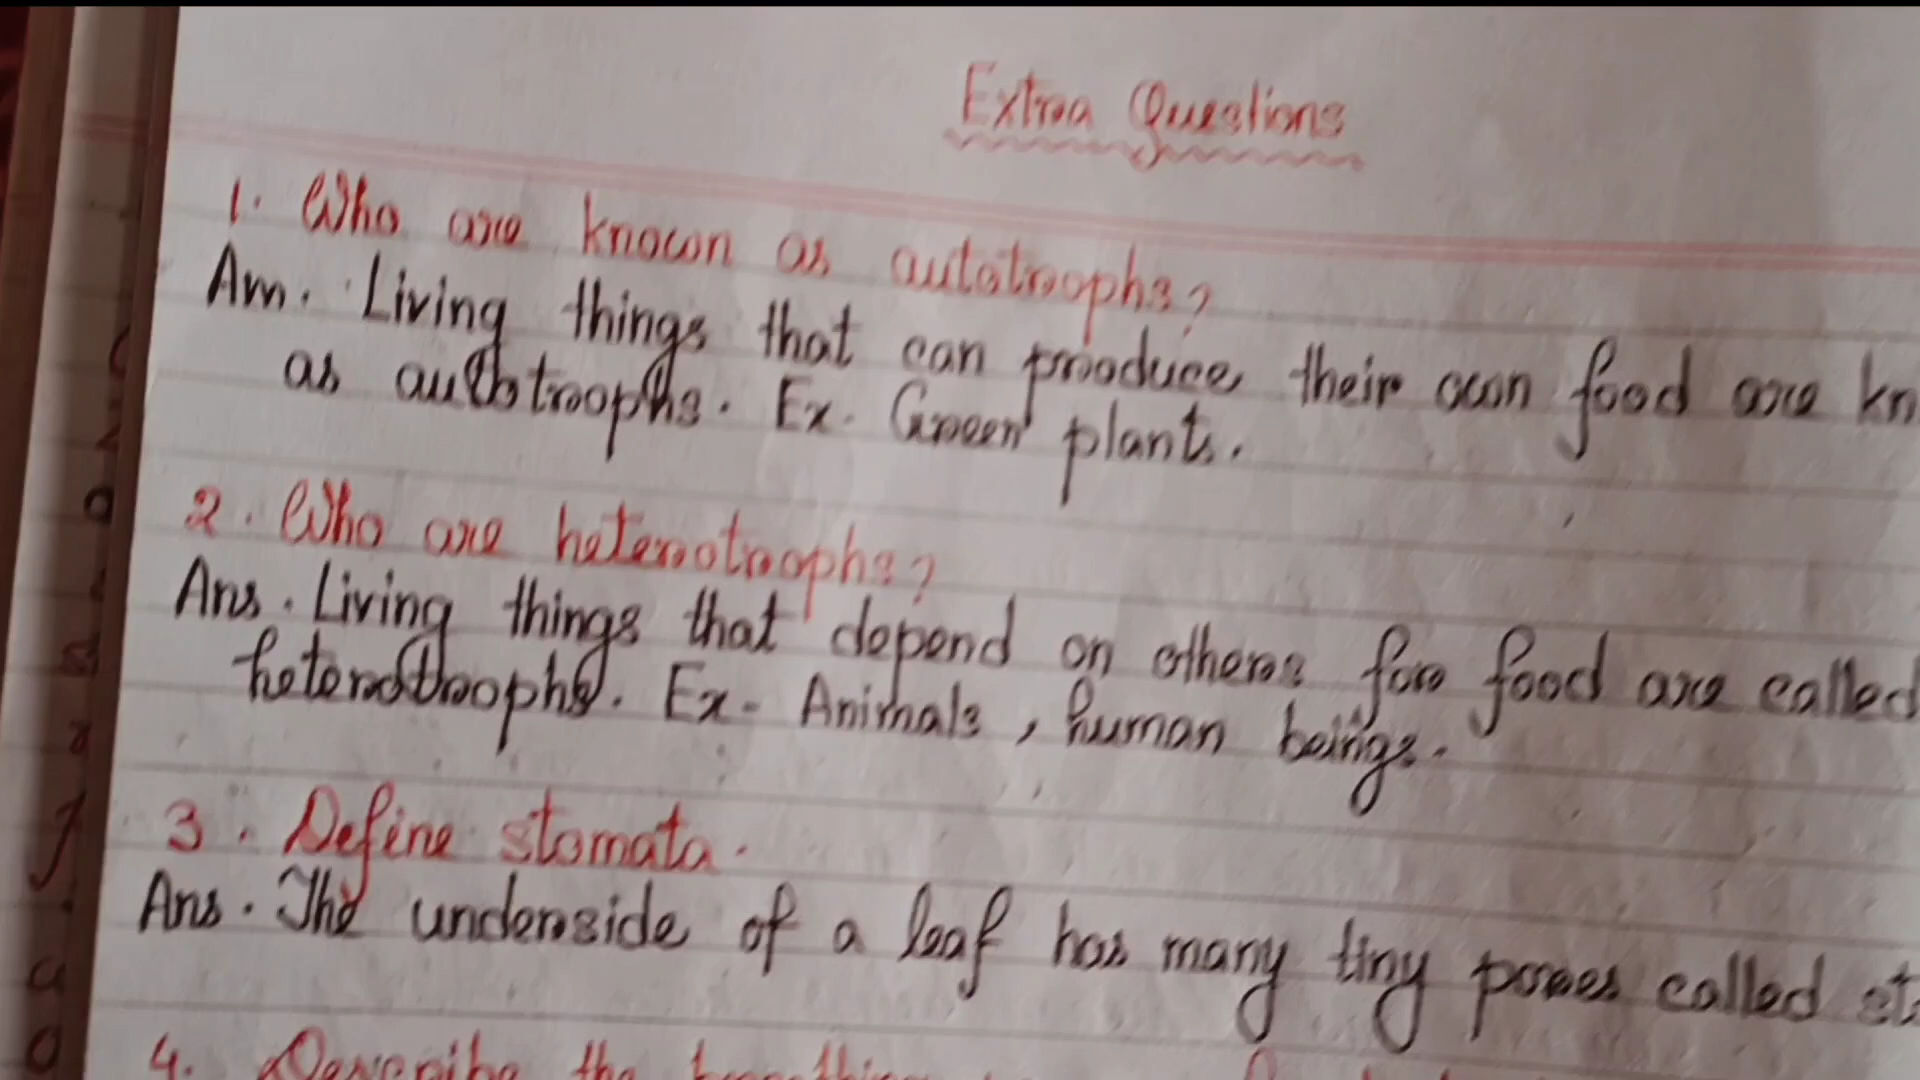 Extra Questions
1. Who are known as autotrophs?
Ans. Living things that can produce their own food are kn
as autotrophs. Ex. Green plants.
2. Who are heterotrophs?
Ans. Living things that depend on others for food are called
heterotrophs. Ex- Animals, human beings.
3. Define stomata.
Ans. The underside of a leaf has many tiny pores called st
4. Describe the breathing